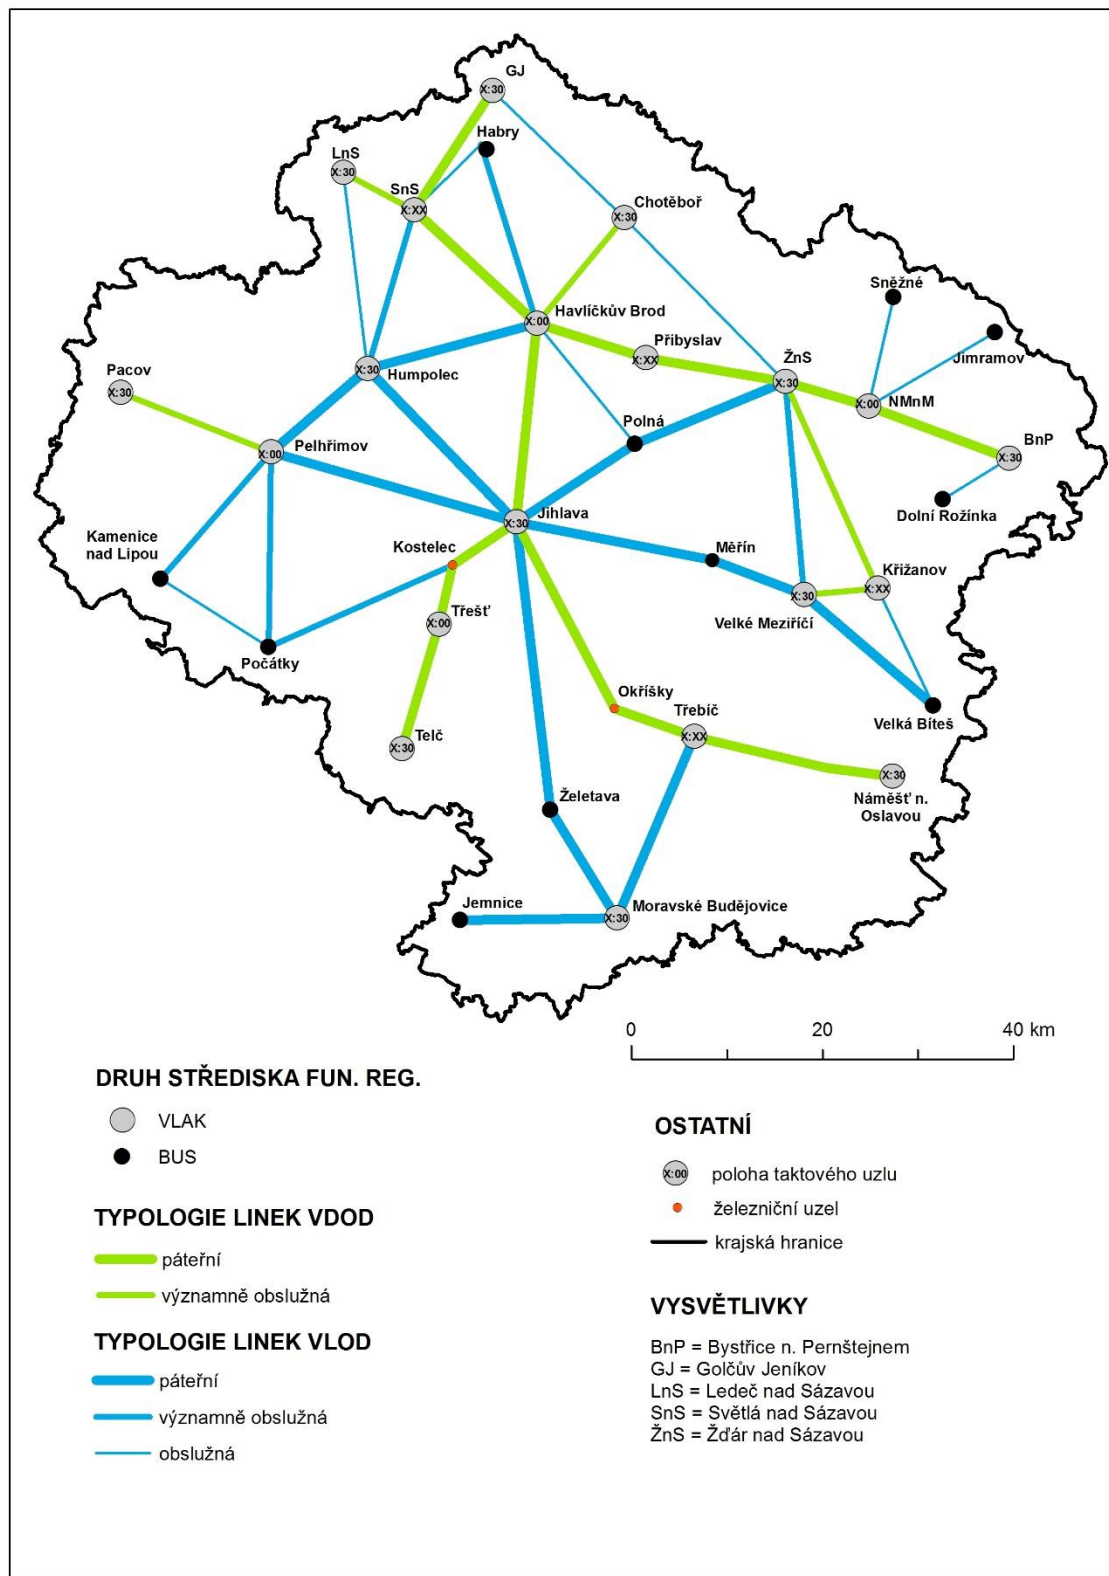 GJ
X:30
Habry
LnS
X:30
SnS
X:XX
Chotěboř
X:30
Sněžné
Jimramov
Havlíčkův Brod
X:00
Přibyslav
X:XX
ŽnS
X:30
NMnM
X:00
Pacov
X:30
Humpolec
X:30
Polná
BnP
X:30
Pelhřimov
X:00
Dolní Rožínka
Jihlava
X:30
Kamenice
nad Lipou
Kostelec
Měřín
Křižanov
X:XX
Třešť
X:00
Velké Meziříčí
X:30
Počátky
Okříšky
Třebíč
X:XX
Velká Bíteš
Telč
X:30
X:30
Náměšť n.
Oslavou
Želetava
Jemnice
Moravské Budějovice
X:30
0 20 40 km
DRUH STŘEDISKA FUN. REG.
VLAK
BUS
TYPOLOGIE LINEK VDOD
páteřní
významně obslužná
TYPOLOGIE LINEK VLOD
páteřní
významně obslužná
obslužná
OSTATNÍ
X:00 poloha taktového uzlu
železniční uzel
krajská hranice
VYSVĚTLIVKY
BnP = Bystřice n. Pernštejnem
GJ = Golčův Jeníkov
LnS = Ledeč nad Sázavou
SnS = Světlá nad Sázavou
ŽnS = Žďár nad Sázavou